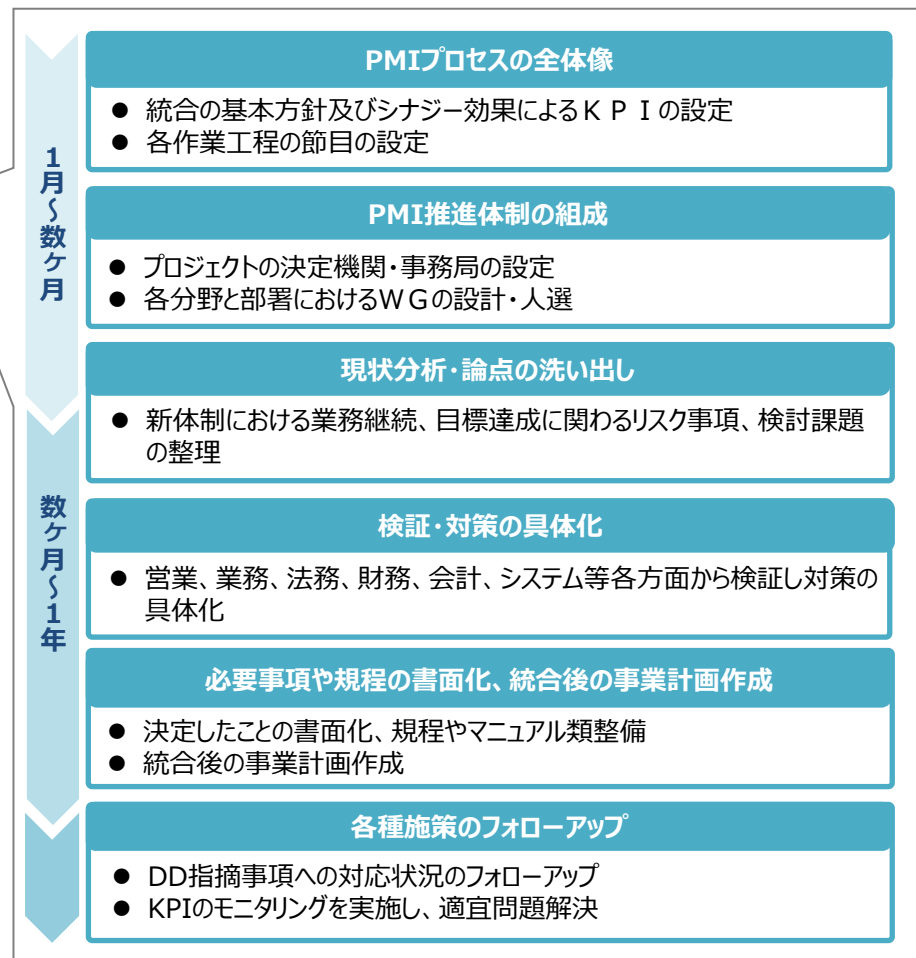 PMIプロセスの全体像
● 統合の基本方針及びシナジー効果によるＫＰＩの設定
● 各作業工程の節目の設定
1月～数ヶ月
PMI推進体制の組成
● プロジェクトの決定機関・事務局の設定
● 各分野と部署におけるＷＧの設計・人選
現状分析・論点の洗い出し
● 新体制における業務継続、目標達成に関わるリスク事項、検討課題
の整理
数ヶ月～1年
検証・対策の具体化
● 営業、業務、法務、財務、会計、システム等各方面から検証し対策の
具体化
必要事項や規程の書面化、統合後の事業計画作成
● 決定したことの書面化、規程やマニュアル類整備
● 統合後の事業計画作成
各種施策のフォローアップ
● DD指摘事項への対応状況のフォローアップ
● KPIのモニタリングを実施し、適宜問題解決